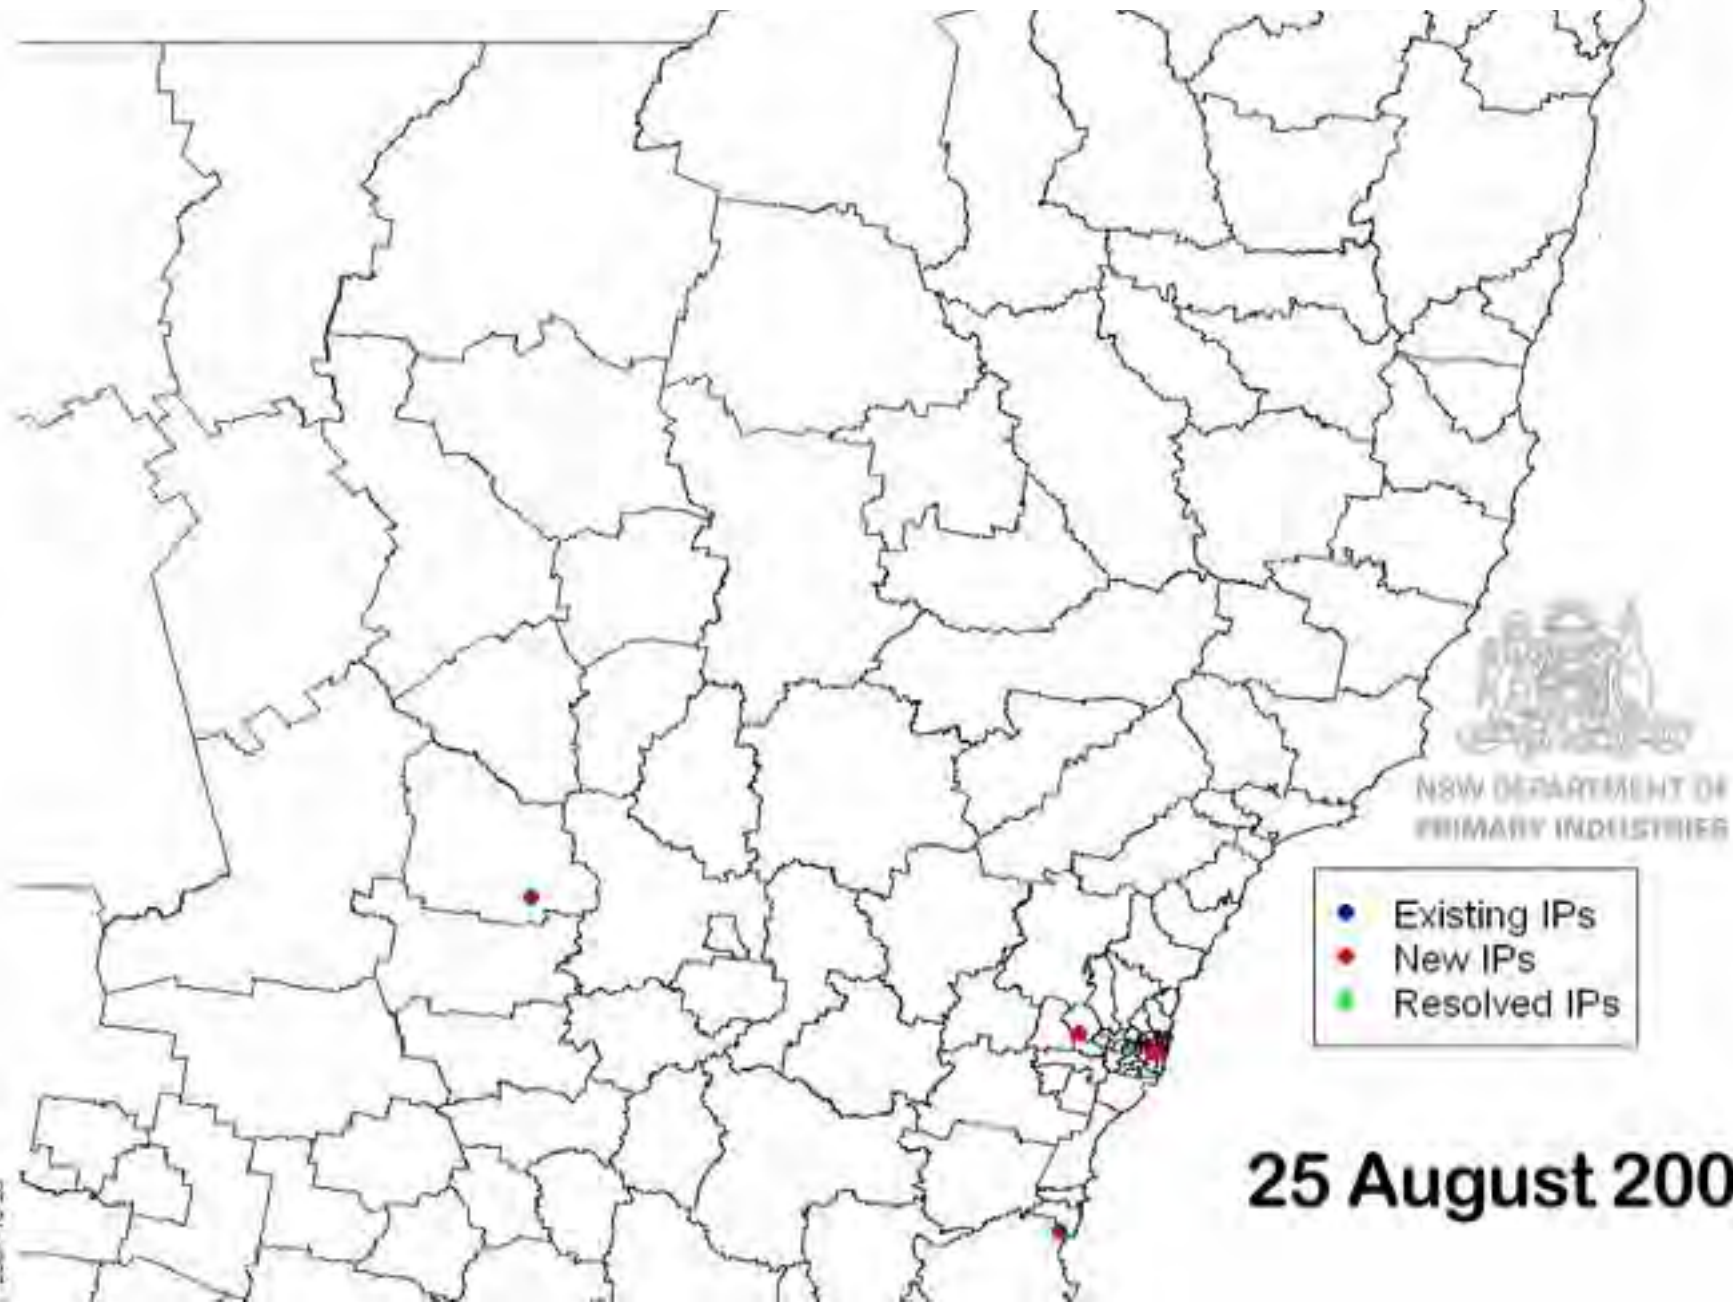 NSW DEPARTMENT OF
PRIMARY INDUSTRIES
Existing IPs
New IPs
Resolved IPs
25 August 200